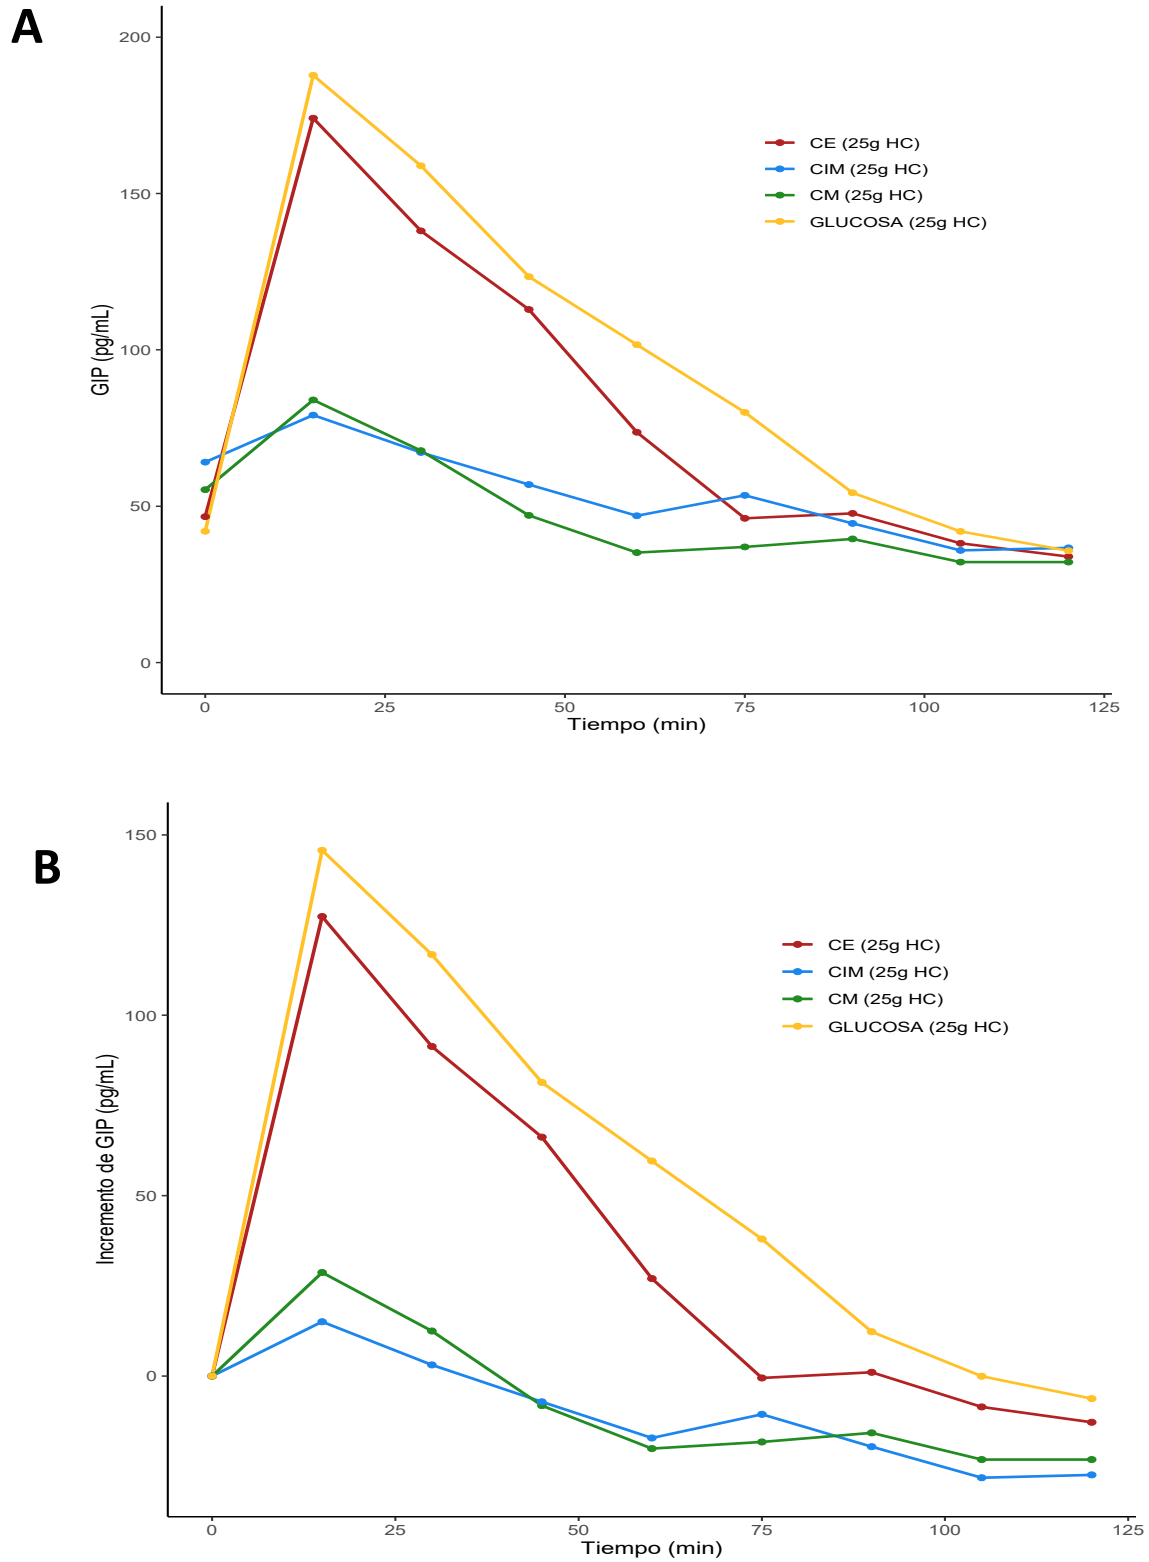 A
200
150
100
50
0
GIP (pg/mL)
CE (25g HC)
CIM (25g HC)
CM (25g HC)
GLUCOSA (25g HC)
0 25 50 75 100 125
Tiempo (min)
B
150
100
50
0
Incremento de GIP (pg/mL)
CE (25g HC)
CIM (25g HC)
CM (25g HC)
GLUCOSA (25g HC)
0 25 50 75 100 125
Tiempo (min)